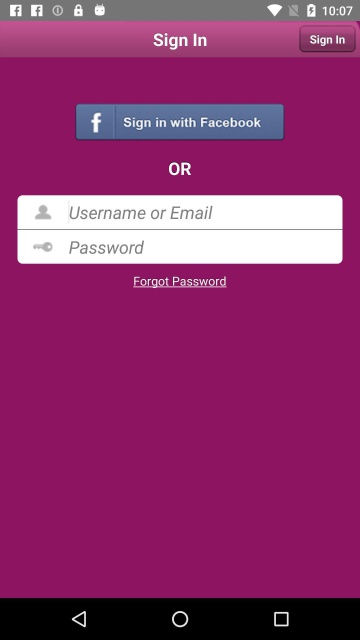 10:07
Sign In
Sign In
f Sign in with Facebook
OR
Username or Email
Password
Forgot Password